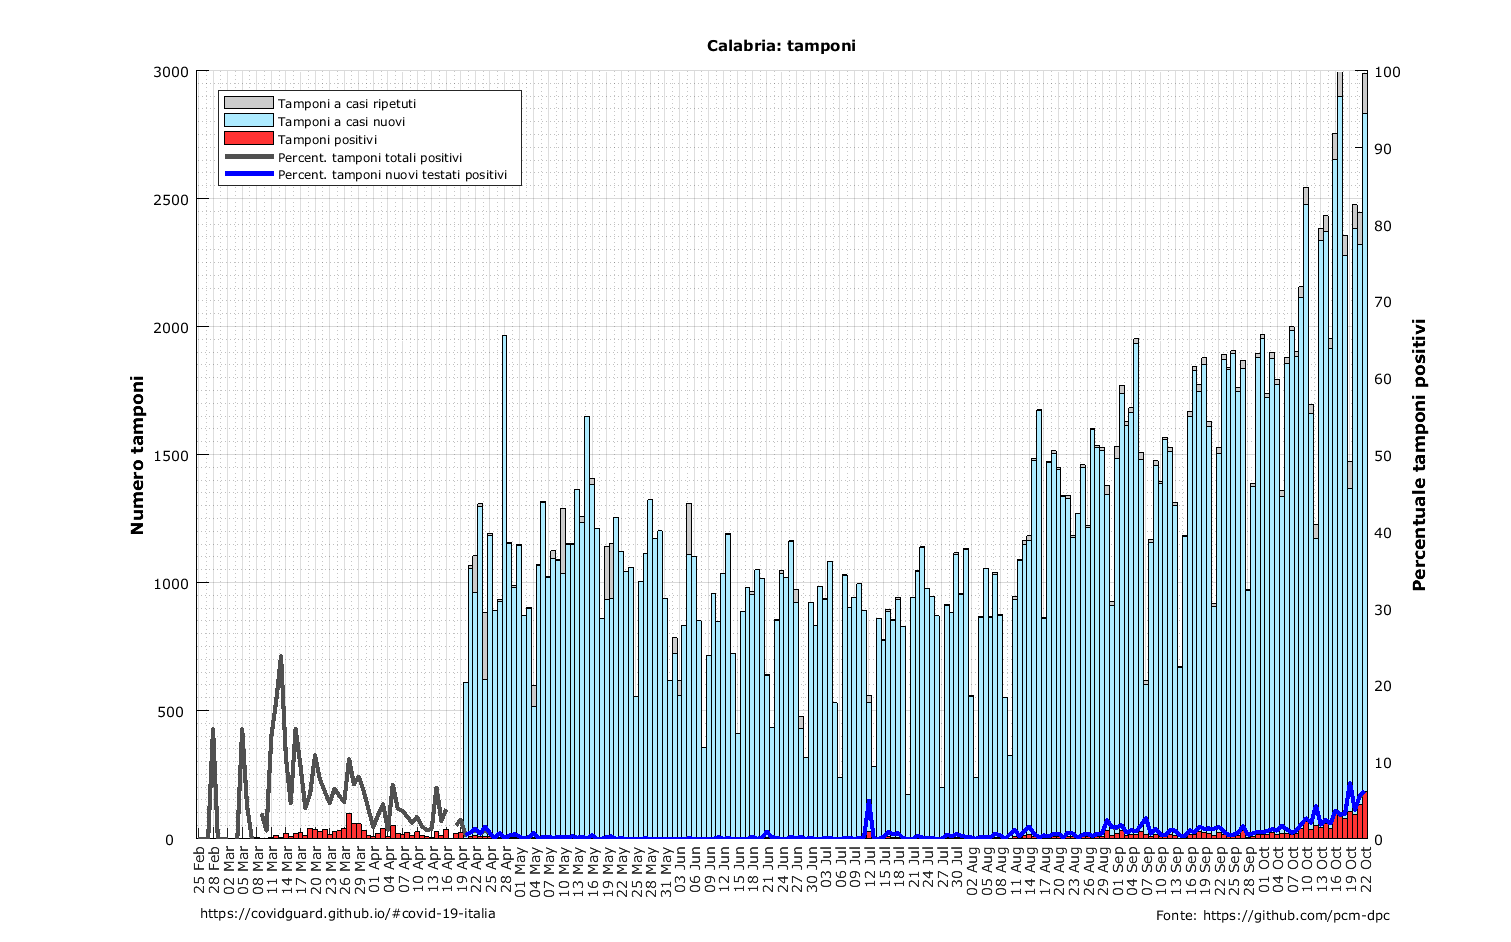 Calabria: tamponi
3000
2500
2000
1500
1000
500
0
Numero tamponi
Tamponi a casi ripetuti
Tamponi a casi nuovi
Tamponi positivi
Percent. tamponi totali positivi
Percent. tamponi nuovi testati positivi
100
90
80
70
60
50
40
30
20
10
0
Percentuale tamponi positivi
25 Feb
28 Feb
02 Mar
05 Mar
08 Mar
11 Mar
14 Mar
17 Mar
20 Mar
23 Mar
26 Mar
29 Mar
01 Apr
04 Apr
07 Apr
10 Apr
13 Apr
16 Apr
19 Apr
22 Apr
25 Apr
28 Apr
01 May
04 May
07 May
10 May
13 May
16 May
19 May
22 May
25 May
28 May
31 May
03 Jun
06 Jun
09 Jun
12 Jun
15 Jun
18 Jun
21 Jun
24 Jun
27 Jun
30 Jun
03 Jul
06 Jul
09 Jul
12 Jul
15 Jul
18 Jul
21 Jul
24 Jul
27 Jul
30 Jul
02 Aug
05 Aug
08 Aug
11 Aug
14 Aug
17 Aug
20 Aug
23 Aug
26 Aug
29 Aug
01 Sep
04 Sep
07 Sep
10 Sep
13 Sep
16 Sep
19 Sep
22 Sep
25 Sep
28 Sep
01 Oct
04 Oct
07 Oct
10 Oct
13 Oct
16 Oct
19 Oct
22 Oct
https://covidguard.github.io/#covid-19-italia
Fonte: https://github.com/pcm-dpc